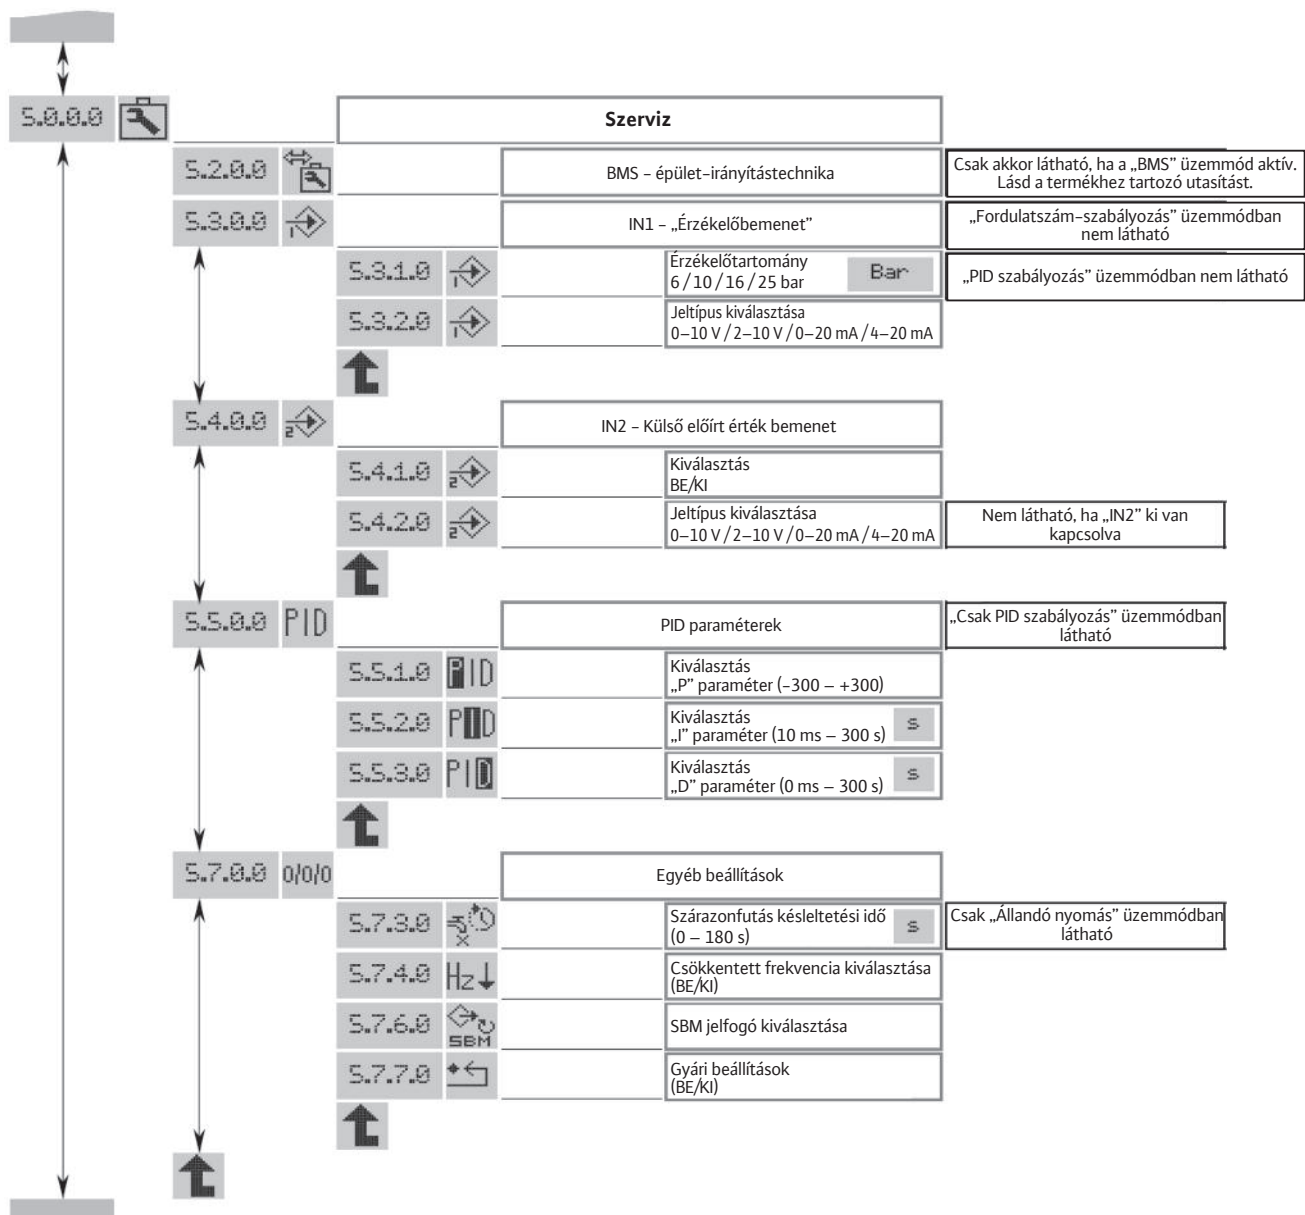 5.0.0.0
Szerviz
5.2.0.0
BMS – épület-irányítástechnika
Csak akkor látható, ha a „BMS” üzemmód aktív.
Lásd a termékhez tartozó utasítást.
5.3.0.0
1
IN1 – „Érzékelőbemenet”
„Fordulatszám-szabályozás” üzemmódban
nem látható
5.3.1.0
1
Érzékelőtartomány
6 / 10 / 16 / 25 bar
Bar
„PID szabályozás” üzemmódban nem látható
5.3.2.0
1
Jeltípus kiválasztása
0–10 V / 2–10 V / 0–20 mA / 4–20 mA
5.4.0.0
2
IN2 – Külső előírt érték bemenet
5.4.1.0
2
Kiválasztás
BE/KI
5.4.2.0
2
Jeltípus kiválasztása
0–10 V / 2–10 V / 0–20 mA / 4–20 mA
Nem látható, ha „IN2” ki van
kapcsolva
5.5.0.0
PID
PID paraméterek
„Csak PID szabályozás” üzemmódban
látható
5.5.1.0
PID
Kiválasztás
„P” paraméter (-300 – +300)
5.5.2.0
PID
Kiválasztás
„I” paraméter (10 ms – 300 s)
s
5.5.3.0
PID
Kiválasztás
„D” paraméter (0 ms – 300 s)
s
5.7.0.0
0/0/0
Egyéb beállítások
5.7.3.0
Szárazonfutás késleltetési idő
(0 – 180 s)
s
Csak „Állandó nyomás” üzemmódban
látható
5.7.4.0
Hz
Csökkentett frekvencia kiválasztása
(BE/KI)
5.7.6.0
SBM
SBM jelfogó kiválasztása
5.7.7.0
Gyári beállítások
(BE/KI)